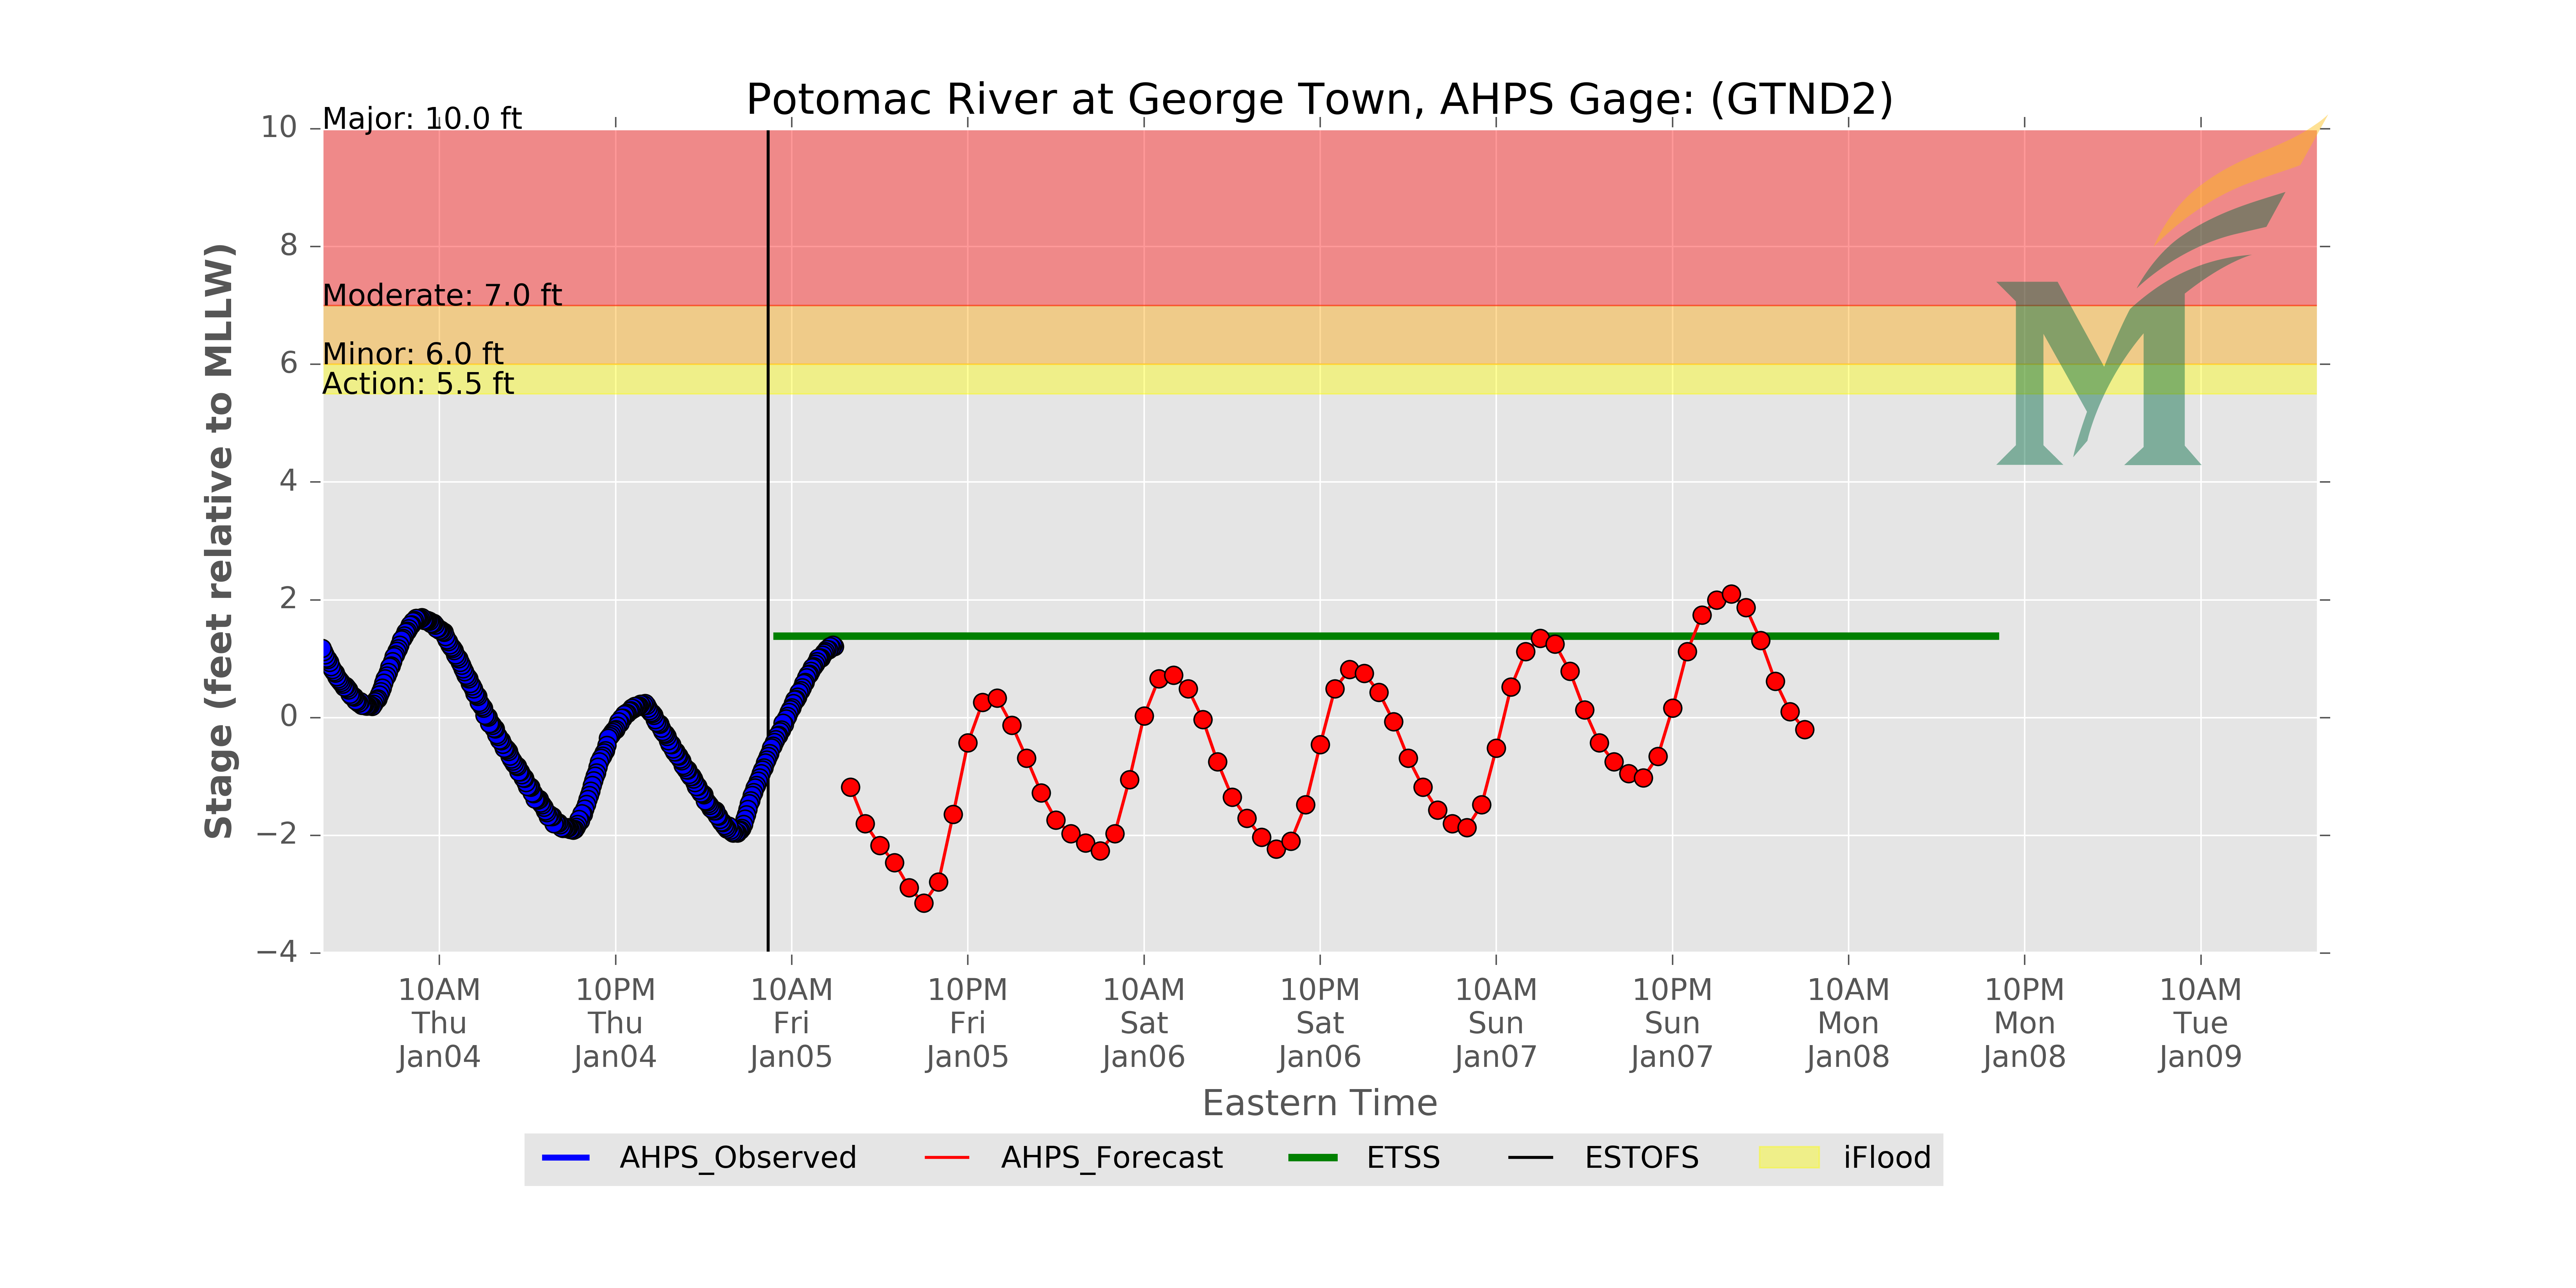 Potomac River at George Town, AHPS Gage: (GTND2)
Major: 10.0 ft
Moderate: 7.0 ft
Minor: 6.0 ft
Action: 5.5 ft
Stage (feet relative to MLLW)
10
8
6
4
2
0
−2
−4
10AM
Thu
Jan04
10PM
Thu
Jan04
10AM
Fri
Jan05
10PM
Fri
Jan05
10AM
Sat
Jan06
10PM
Sat
Jan06
10AM
Sun
Jan07
10PM
Sun
Jan07
10AM
Mon
Jan08
10PM
Mon
Jan08
10AM
Tue
Jan09
Eastern Time
AHPS_Observed
AHPS_Forecast
ETSS
ESTOFS
iFlood
M